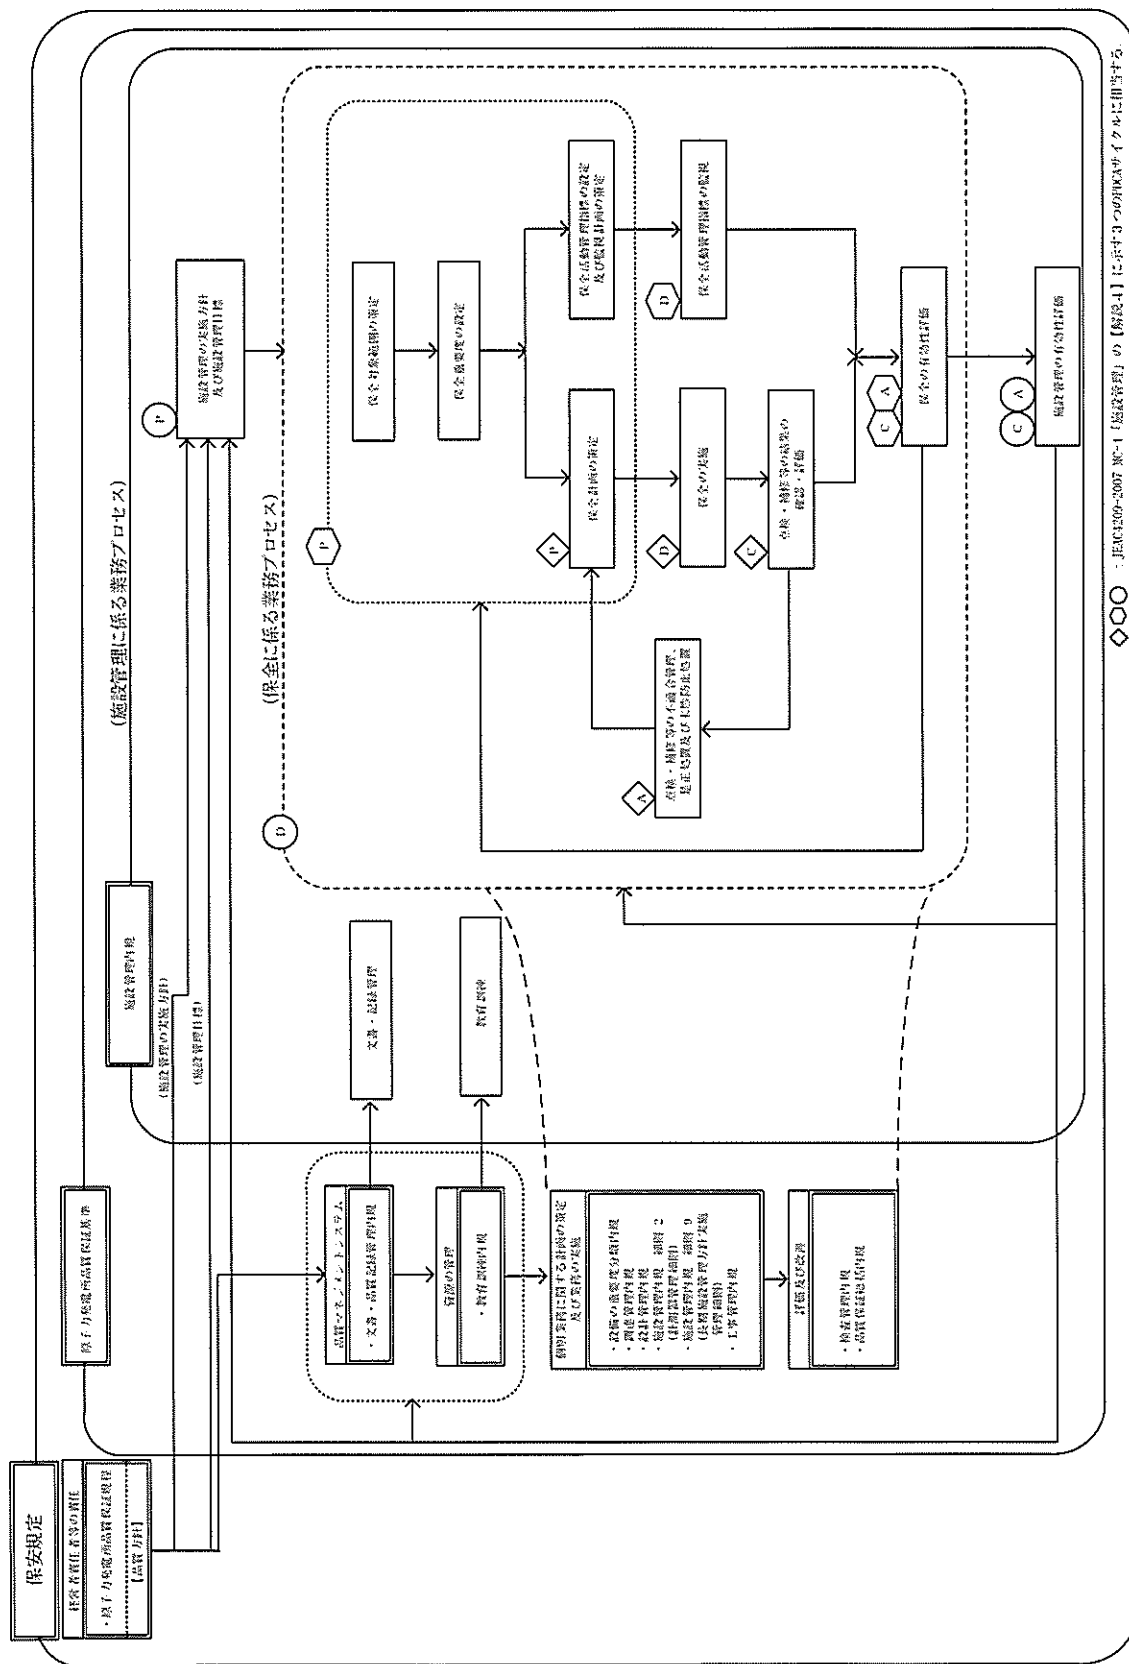 保安規定
経営者責任者等の責任
・原子力発電所品質保証規程
【品質方針】
原子力発電所品質保証基準
施設管理内規
(施設管理の実施方針)
(施設管理目標)
(施設管理に係る業務プロセス)
P
施設管理の実施方針
及び施設管理目標
品質マネジメントシステム
・文書・品質記録管理内規
文書・記録管理
資源の管理
・教育訓練内規
教育訓練
個別業務に関する計画の策定
及び業務の実施
・設備の重要度分類内規
・調達管理内規
・設計管理内規
・施設管理内規 細則 2
(計測器管理細則)
・施設管理内規 細則 9
(長期施設管理方針実施
管理細則)
・工事管理内規
評価及び改善
・検査管理内規
・品質保証総括内規
D
(保全に係る業務プロセス)
P
保全対象範囲の策定
保全重要度の設定
P
保全計画の策定
保全活動管理指標の設定
及び監視計画の策定
A
点検・補修等の不適合管理、
是正処置及び未然防止処置
D
保全の実施
D
保全活動管理指標の監視
C
点検・補修等の結果の
確認・評価
C
A
保全の有効性評価
C
A
施設管理の有効性評価
:JEAC4209-2007 MC-1「施設管理」の【解説4】に示す3つのPDCAサイクルに相当する。